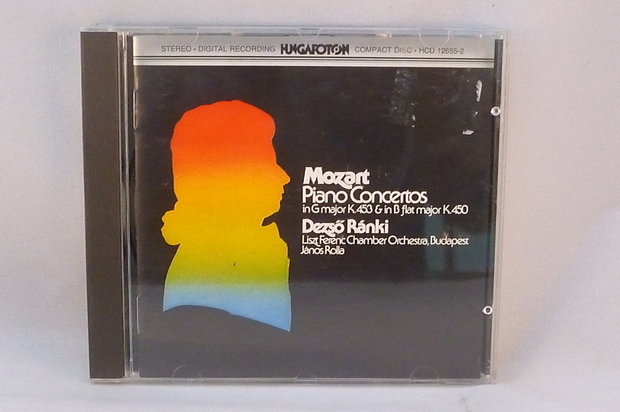 STEREO • DIGITAL RECORDING HUNGAROTON COMPACT DISC • HCD 12655-2
Mozart
Piano Concertos
in G major K.453 & in B flat major K.450
Dezső Ránki
Liszt Ferenc Chamber Orchestra, Budapest
János Rolla